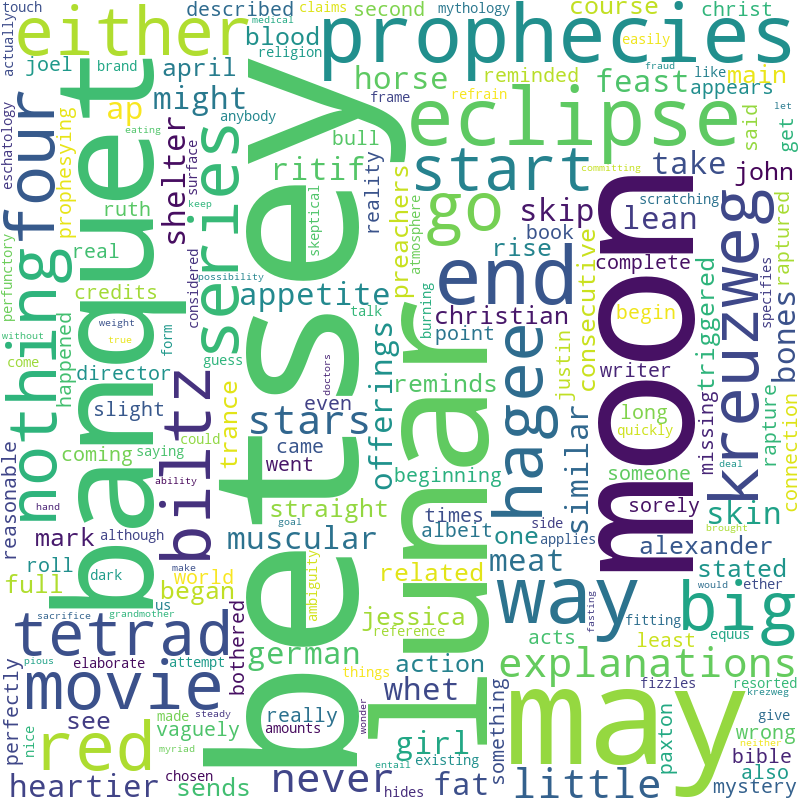 touch
either
described
claims
second
mythology
course
christ
medical
actually
prophecies
blood
religion
easily
joel
brand
april
horse
reminded
like
main
might
frame
refrain
feast
appears
ap
anybody
eclipse
said
get
fraud
let
eschatology
four
prophesying
eating
shelter
surface
bull
ritif
reality
preachers
start
committing
take
john
banquet
betsey
series
skeptical
go
moon
scratching
ruth
skip
lean
kreuzweg
raptured
book
real
rise
nothing
considered
possibility
atmosphere
end
complete
triggered
specifies
perfunctory
credits
appetite
talk
burning
christian
consecutive
begin
bones
without
happened
come
weight
true
form
guess
offerings
point
justin
writer
director
biltz
trance
doctors
lunar
reminds
hagee
missing
rapture
connection
slight
stars
even
long
quickly
coming
saying
could
came
beginning
similar
someone
deal
reasonable
hand
ability
went
straight
times
side
sorely
skin
brought
mark
although
muscular
albeit
one
applies
alexander
roll
goal
meat
stated
full
dark
world
make
ambiguity
related
way
would
ether
us
began
fasting
fitting
big
sacrifice
grandmother
jessica
reference
acts
least
equus
tetrad
pious
bothered
german
action
explanations
perfectly
elaborate
attempt
things
movie
whet
something
fizzles
resorted
krezweg
see
made
really
existing
may
paxton
give
nice
vaguely
amounts
wonder
girl
wrong
red
steady
entail
bible
neither
chosen
never
little
also
heartier
myriad
sends
hides
fat
mystery
keep